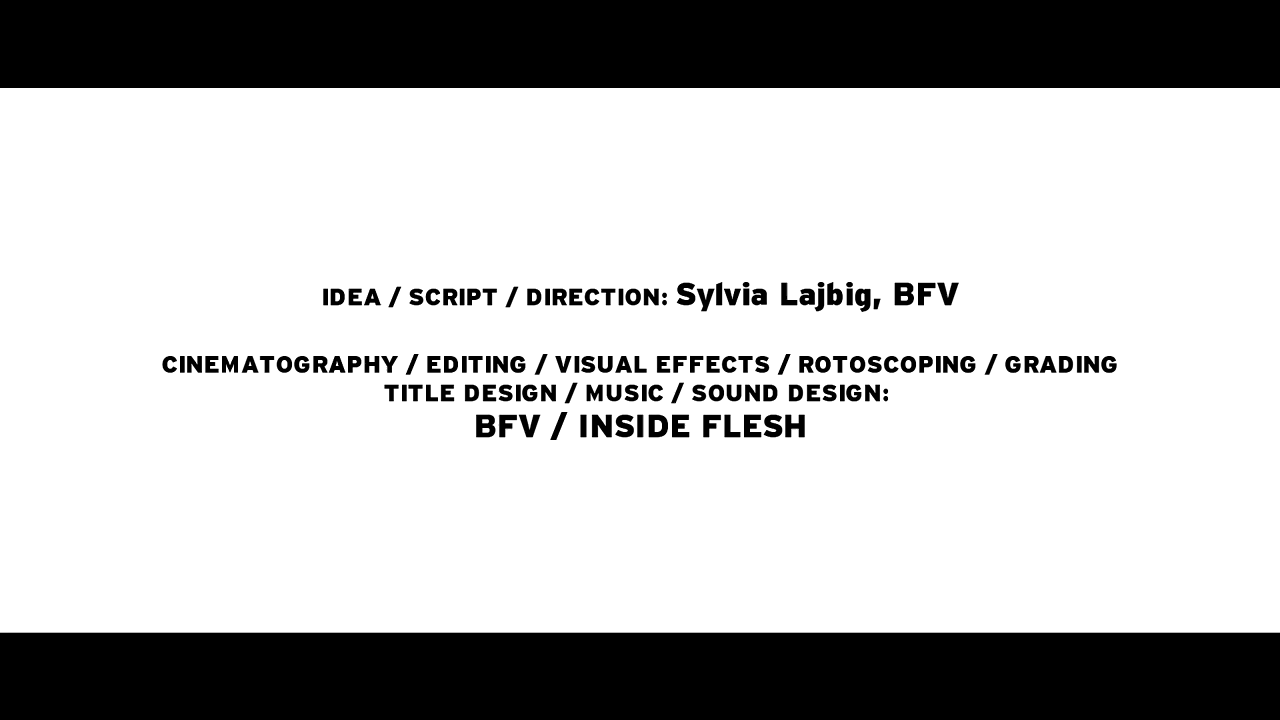 IDEA / SCRIPT / DIRECTION: Sylvia Lajbig, BFV
CINEMATOGRAPHY / EDITING / VISUAL EFFECTS / ROTOSCOPING / GRADING
TITLE DESIGN / MUSIC / SOUND DESIGN:
BFV / INSIDE FLESH